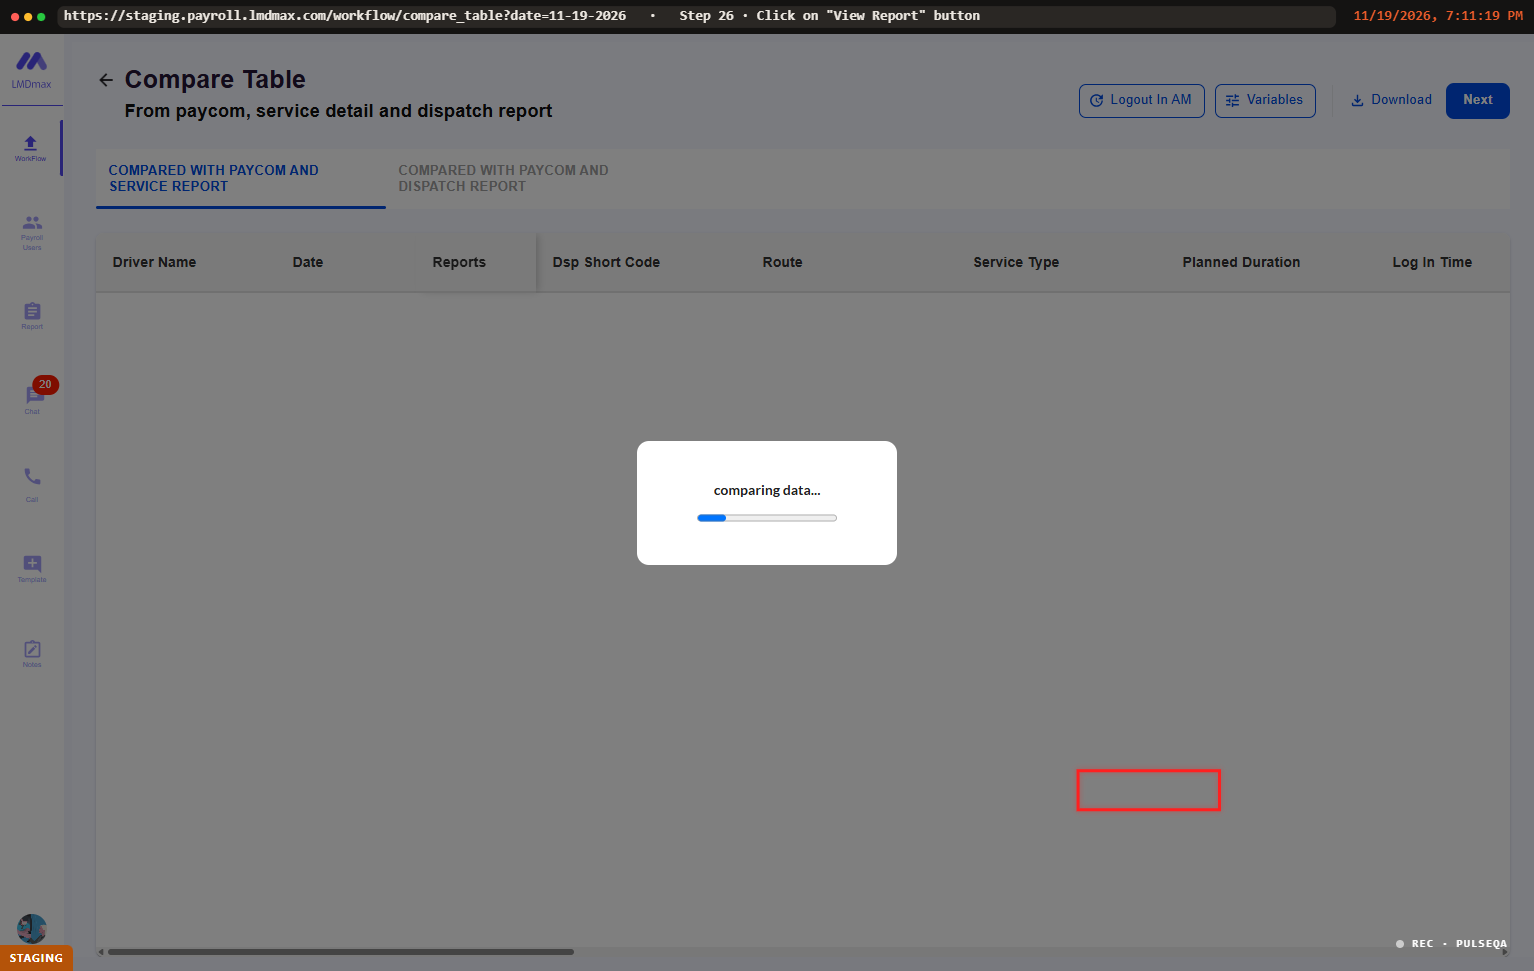 https://staging.payroll.lmdmax.com/workflow/compare_table?date=11-19-2026 • Step 26 • Click on "View Report" button
11/19/2026, 7:11:19 PM
LMDmax
WorkFlow
Payroll
Users
Report
20
Chat
Call
Template
Notes
STAGING
Compare Table
From paycom, service detail and dispatch report
Logout In AM
Variables
Download
Next
COMPARED WITH PAYCOM AND
SERVICE REPORT
COMPARED WITH PAYCOM AND
DISPATCH REPORT
Driver Name Date Reports Dsp Short Code Route Service Type Planned Duration Log In Time
comparing data...
REC • PULSEQA